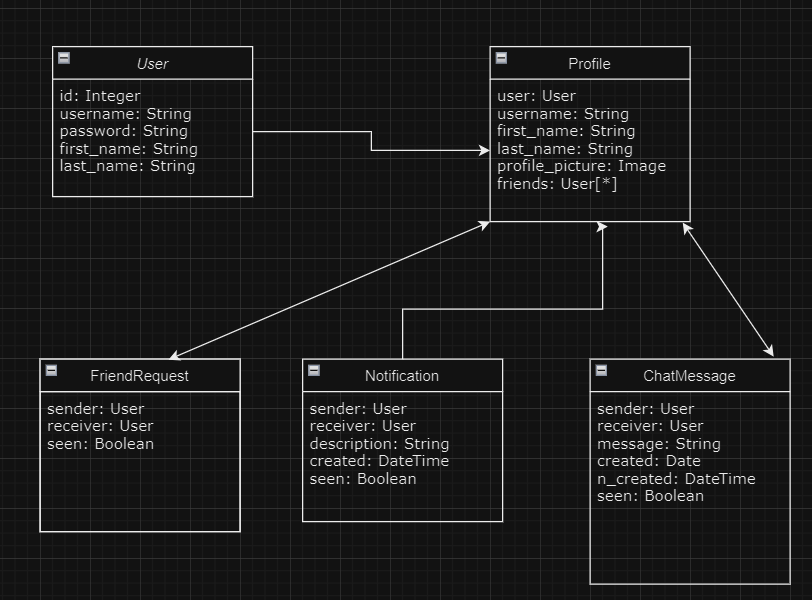 User
id: Integer
username: String
password: String
first_name: String
last_name: String
Profile
user: User
username: String
first_name: String
last_name: String
profile_picture: Image
friends: User[*]
FriendRequest
sender: User
receiver: User
seen: Boolean
Notification
sender: User
receiver: User
description: String
created: DateTime
seen: Boolean
ChatMessage
sender: User
receiver: User
message: String
created: Date
n_created: DateTime
seen: Boolean